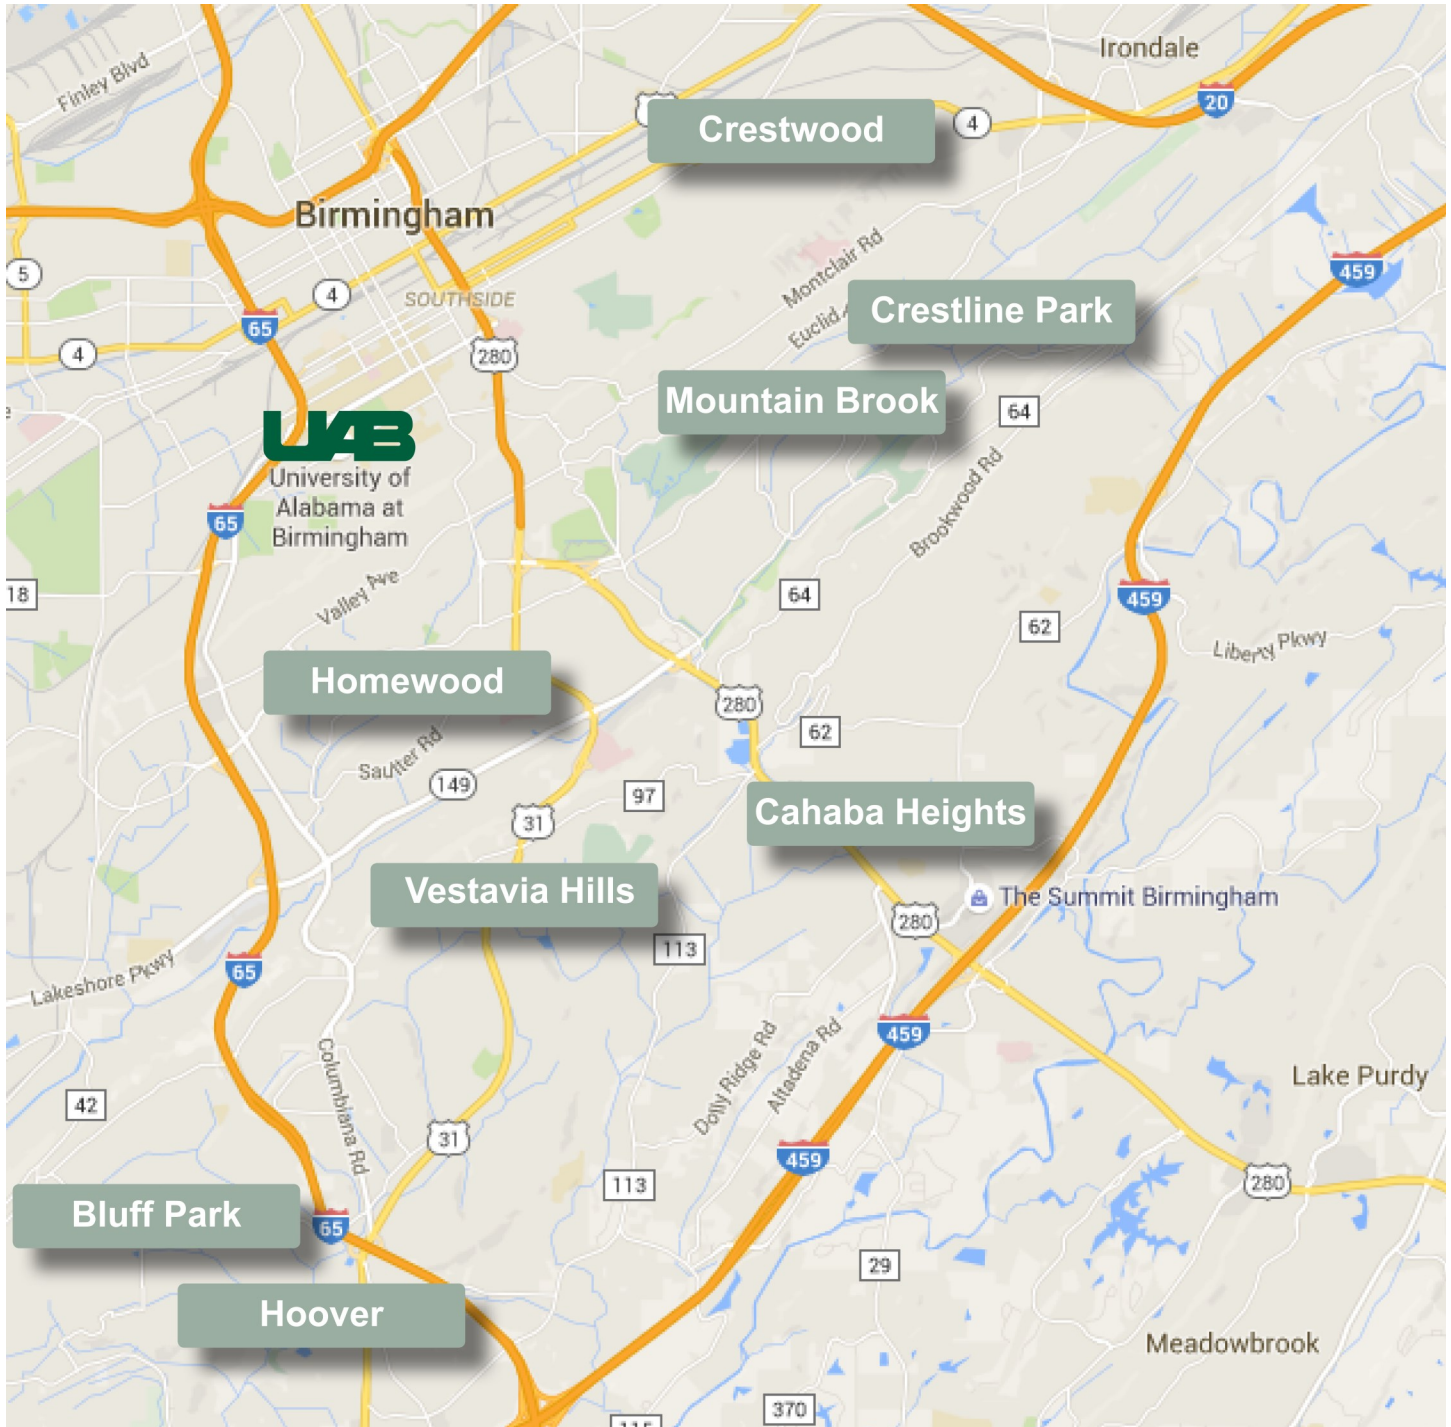 Finley Blvd
Irondale
20
Crestwood
4
Birmingham
5
4
SOUTHSIDE
Montclair Rd
459
Euclid
Crestline Park
65
4
280
Mountain Brook
64
UAB
University of
Alabama at
Birmingham
65
Brookwood Rd
18
Valley Ave
64
459
62
Liberty Pkwy
Homewood
280
62
Sautter Rd
149
97
31
Cahaba Heights
Vestavia Hills
The Summit Birmingham
280
113
65
Lakeshore Pkwy
459
Dolly Ridge Rd
Altadena Rd
Columbiana Rd
Lake Purdy
42
31
459
113
280
Bluff Park
65
29
Hoover
Meadowbrook
370